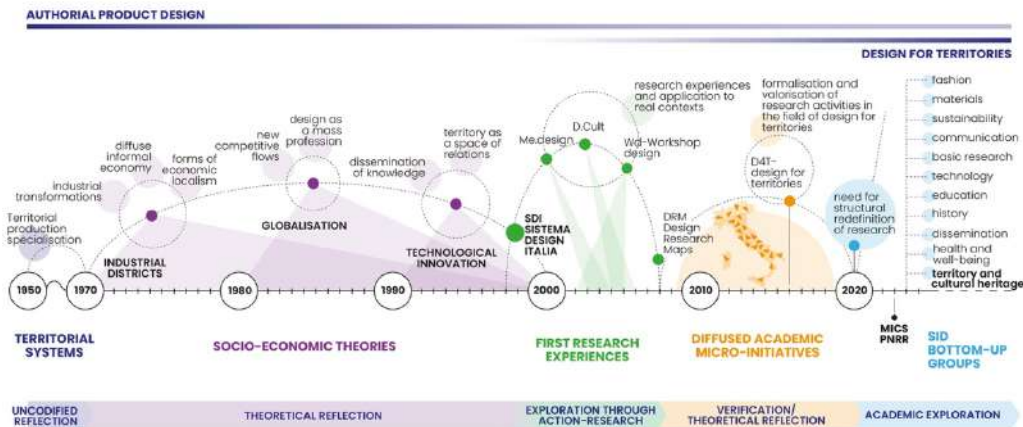 AUTHORIAL PRODUCT DESIGN
DESIGN FOR TERRITORIES
Territorial
production
specialisation
industrial
transformations
diffuse
informal
economy
forms of
economic
localism
INDUSTRIAL
DISTRICTS
new
competitive
flows
design as
a mass
profession
GLOBALISATION
dissemination
of knowledge
territory as
a space of
relations
TECHNOLOGICAL
INNOVATION
SDI
SISTEMA
DESIGN
ITALIA
Me.design
D.Cult
Wd-Workshop
design
research experiences
and application to
real contexts
DRM
Design
Research
Maps
formalisation and
valorisation of
research activities in
the field of design for
territories
D4T-
design for
territories
need for
structural
redefinition
of research
fashion
materials
sustainability
communication
basic research
technology
education
history
dissemination
health and
well-being
territory and
cultural heritage
1950
1970
1980
1990
2000
2010
2020
MICS
PNRR
TERRITORIAL
SYSTEMS
SOCIO-ECONOMIC THEORIES
FIRST RESEARCH
EXPERIENCES
DIFFUSED ACADEMIC
MICRO-INITIATIVES
SID
BOTTOM-UP
GROUPS
UNCODIFIED
REFLECTION
THEORETICAL REFLECTION
EXPLORATION THROUGH
ACTION-RESEARCH
VERIFICATION/
THEORETICAL REFLECTION
ACADEMIC EXPLORATION